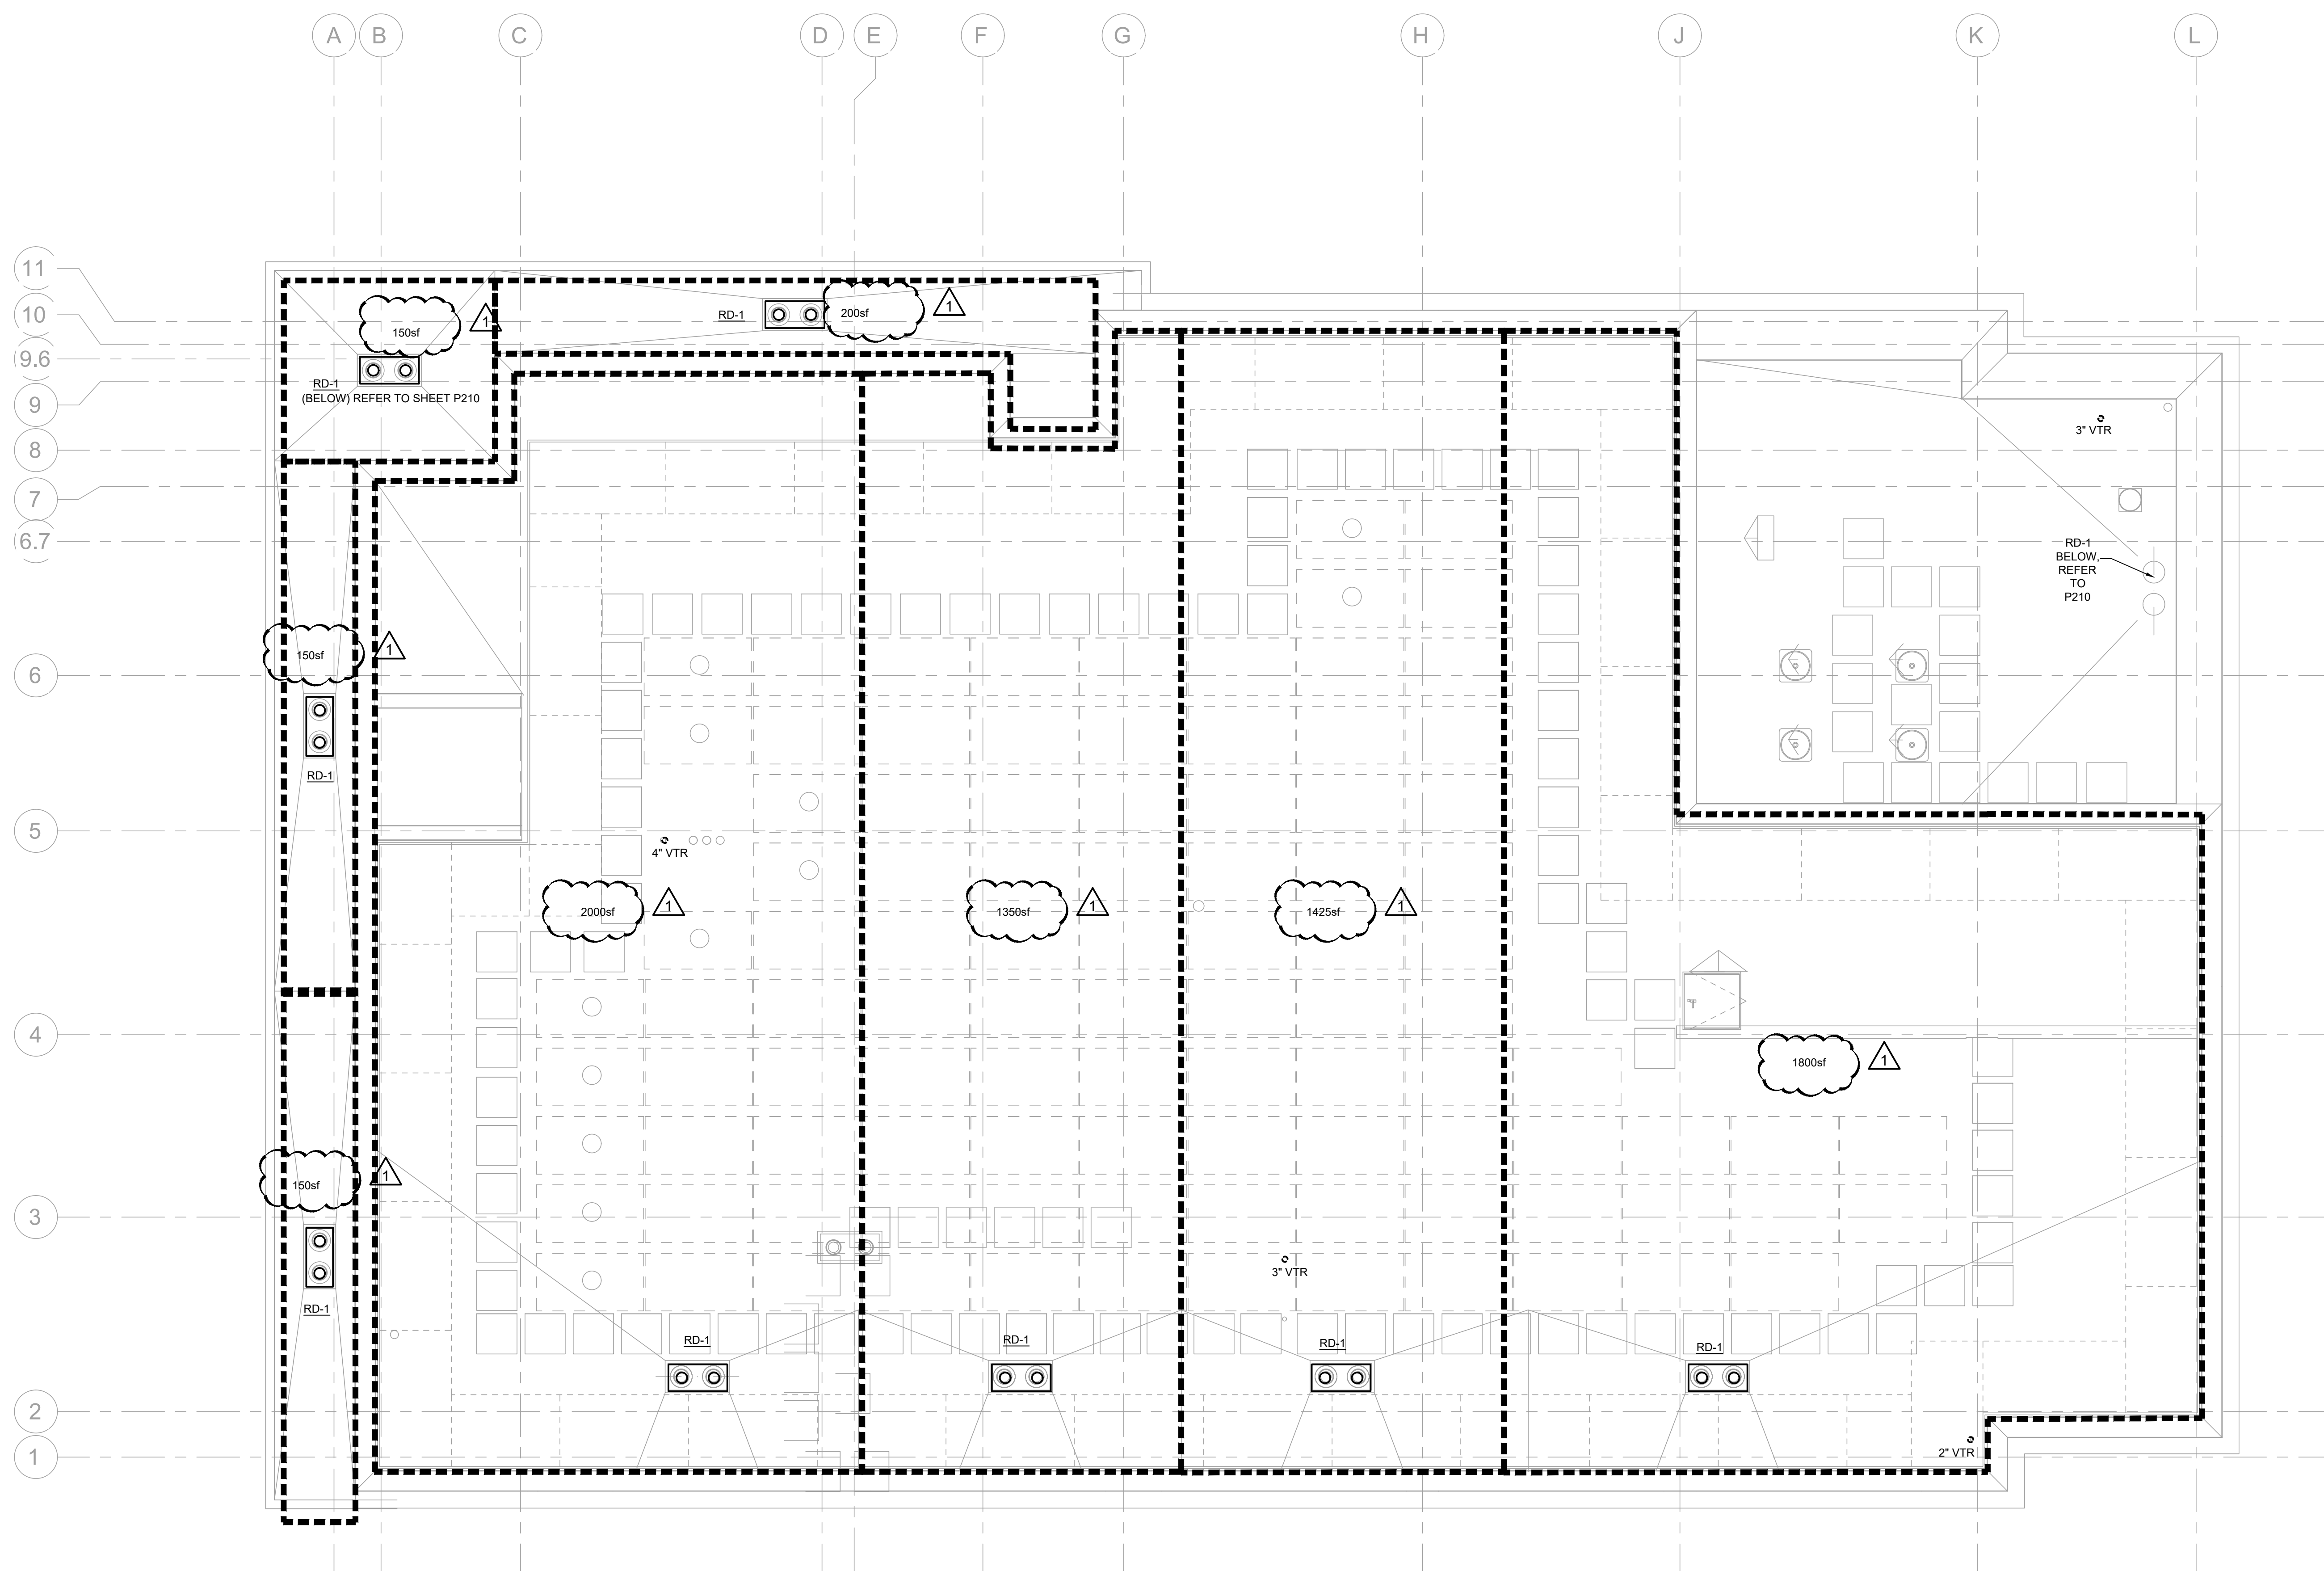 A
B
C
D
E
F
G
H
J
K
L
11
10
9.6
9
8
7
6.7
6
5
4
3
2
1
150sf
1
RD-1
(BELOW) REFER TO SHEET P210
RD-1
200sf
1
3" VTR
RD-1
BELOW,
REFER
TO
P210
150sf
1
RD-1
4" VTR
2000sf
1
1350sf
1
1425sf
1
1800sf
1
150sf
1
RD-1
3" VTR
RD-1
RD-1
RD-1
RD-1
2" VTR